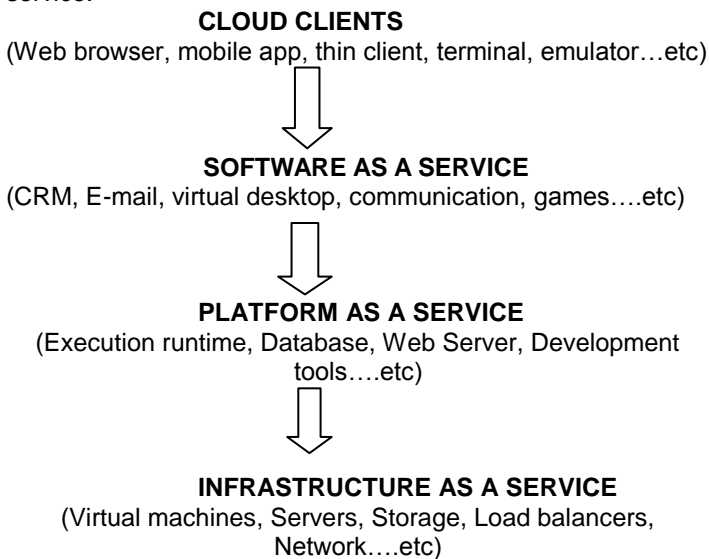 service.
CLOUD CLIENTS
(Web browser, mobile app, thin client, terminal, emulator…etc)
SOFTWARE AS A SERVICE
(CRM, E-mail, virtual desktop, communication, games….etc)
PLATFORM AS A SERVICE
(Execution runtime, Database, Web Server, Development
tools….etc)
INFRASTRUCTURE AS A SERVICE
(Virtual machines, Servers, Storage, Load balancers,
Network….etc)